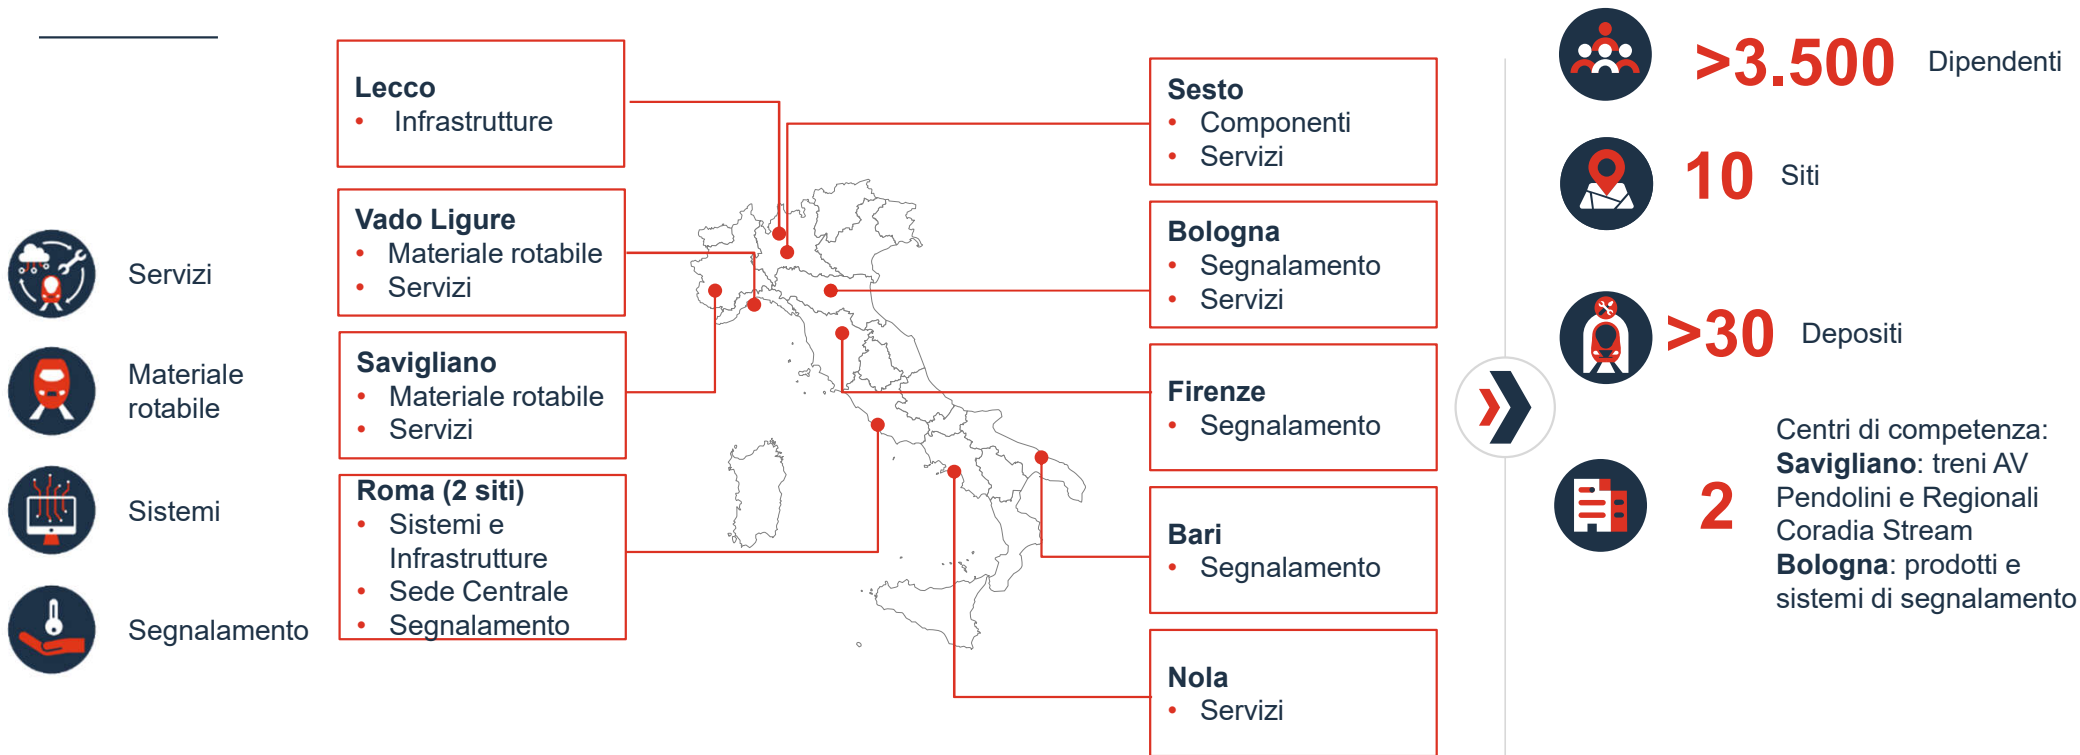 Servizi
Materiale
rotabile
Sistemi
Segnalamento
Lecco
• Infrastrutture
Vado Ligure
• Materiale rotabile
• Servizi
Savigliano
• Materiale rotabile
• Servizi
Roma (2 siti)
• Sistemi e
Infrastrutture
• Sede Centrale
• Segnalamento
Sesto
• Componenti
• Servizi
Bologna
• Segnalamento
• Servizi
Firenze
• Segnalamento
Bari
• Segnalamento
Nola
• Servizi
>3.500 Dipendenti
10 Siti
>30 Depositi
2
Centri di competenza:
Savigliano: treni AV
Pendolini e Regionali
Coradia Stream
Bologna: prodotti e
sistemi di segnalamento